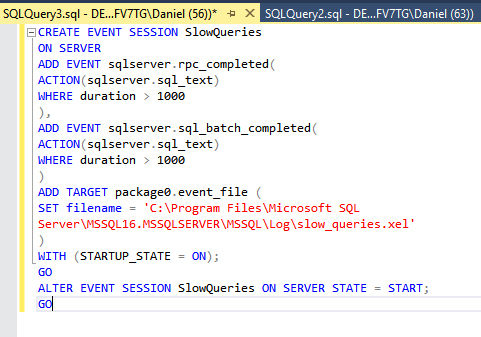 SQLQuery3.sql - DE...FV7TG\Daniel (56))* SQLQuery2.sql - DE...FV7TG\Daniel (63))
CREATE EVENT SESSION SlowQueries
ON SERVER
ADD EVENT sqlserver.rpc_completed(
ACTION(sqlserver.sql_text)
WHERE duration > 1000
),
ADD EVENT sqlserver.sql_batch_completed(
ACTION(sqlserver.sql_text)
WHERE duration > 1000
)
ADD TARGET package0.event_file (
SET filename = 'C:\Program Files\Microsoft SQL
Server\MSSQL16.MSSQLSERVER\MSSQL\Log\slow_queries.xel'
)
WITH (STARTUP_STATE = ON);
GO
ALTER EVENT SESSION SlowQueries ON SERVER STATE = START;
GO